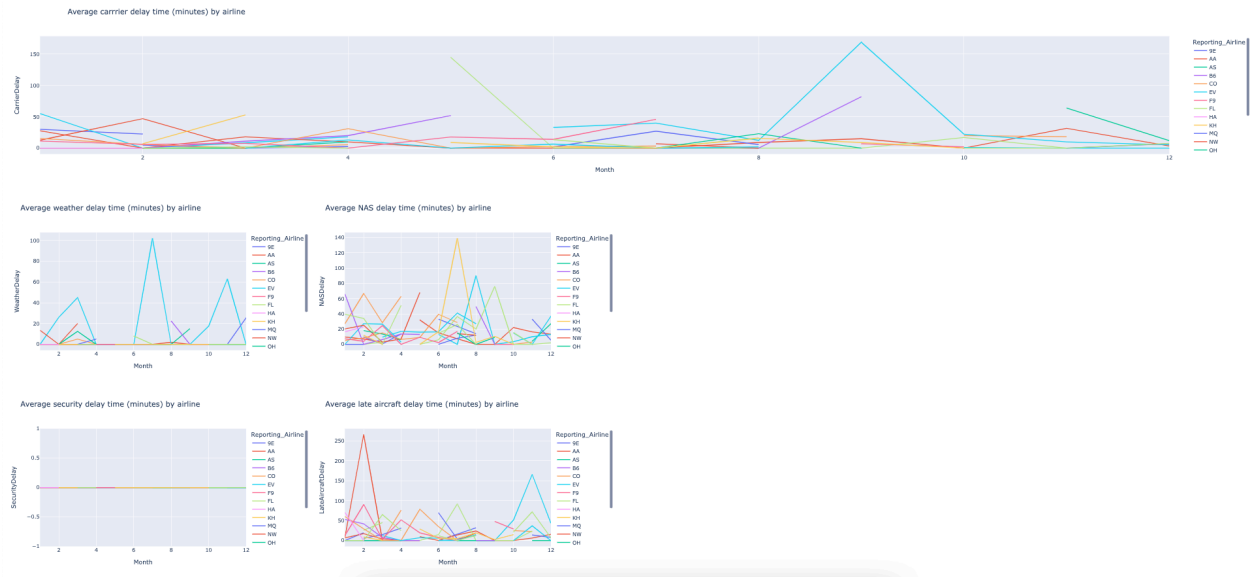 Average carrrier delay time (minutes) by airline
CarrierDelay
150
100
50
0
2
4
6
8
10
12
Month
Reporting_Airline
9E
AA
AS
B6
CO
EV
F9
FL
HA
KH
MQ
NW
OH
Average weather delay time (minutes) by airline
WeatherDelay
100
80
60
40
20
0
2
4
6
8
10
12
Month
Reporting_Airline
9E
AA
AS
B6
CO
EV
F9
FL
HA
KH
MQ
NW
OH
Average NAS delay time (minutes) by airline
NASDelay
140
120
100
80
60
40
20
0
2
4
6
8
10
12
Month
Reporting_Airline
9E
AA
AS
B6
CO
EV
F9
FL
HA
KH
MQ
NW
OH
Average security delay time (minutes) by airline
SecurityDelay
1
0.5
0
−0.5
−1
2
4
6
8
10
12
Month
Reporting_Airline
9E
AA
AS
B6
CO
EV
F9
FL
HA
KH
MQ
NW
OH
Average late aircraft delay time (minutes) by airline
LateAircraftDelay
250
200
150
100
50
0
2
4
6
8
10
12
Month
Reporting_Airline
9E
AA
AS
B6
CO
EV
F9
FL
HA
KH
MQ
NW
OH